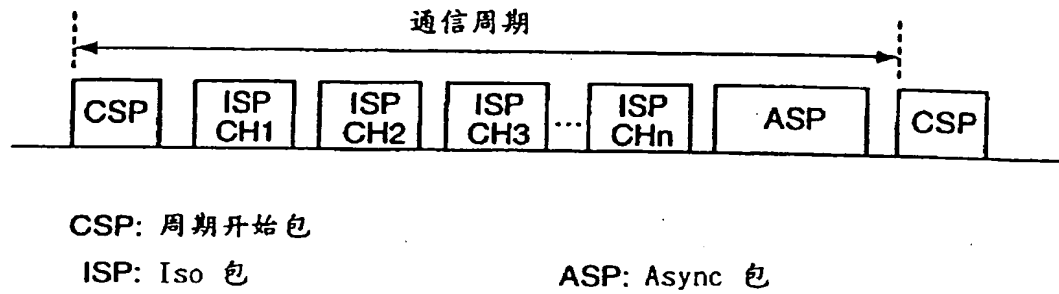 通信周期
CSP ISP ISP ISP ISP ASP CSP
CH1 CH2 CH3 ... CHn
CSP: 周期开始包
ISP: Iso 包 ASP: Async 包